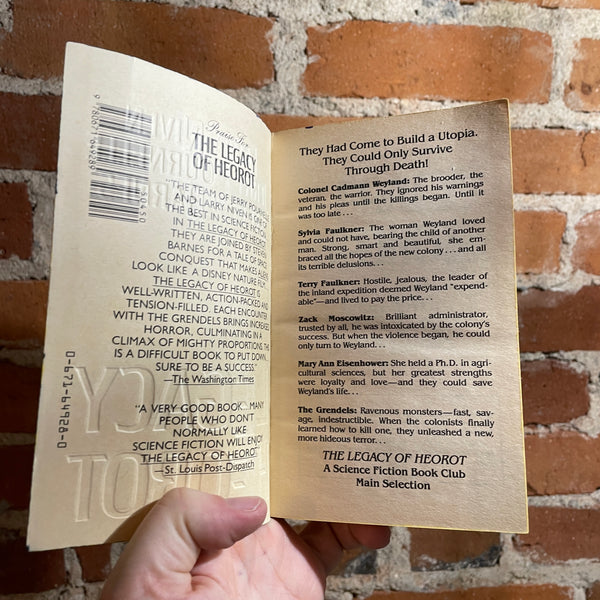 9 780671 649289
50450
Praise for
THE LEGACY
OF HEOROT
"THE TEAM OF JERRY POURNELLE
AND LARRY NIVEN IS ONE OF
THE BEST IN SCIENCE FICTION
IN THE LEGACY OF HEOROT
THEY ARE JOINED BY STEVEN
BARNES FOR A TALE OF SPACE
CONQUEST THAT MAKES ALIENS
LOOK LIKE A DISNEY NATURE FILM
THE LEGACY OF HEOROT IS
WELL-WRITTEN, ACTION-PACKED AND
TENSION-FILLED. EACH ENCOUNTER
WITH THE GRENDELS BRINGS INCREASED
HORROR, CULMINATING IN A
CLIMAX OF MIGHTY PROPORTIONS. THIS
IS A DIFFICULT BOOK TO PUT DOWN.
SURE TO BE A SUCCESS."
—The Washington Times
"A VERY GOOD BOOK... MANY
PEOPLE WHO DON'T
NORMALLY LIKE
SCIENCE FICTION WILL ENJOY
THE LEGACY OF HEOROT."
—St. Louis Post-Dispatch
0-671-64928-0
LEGACY
HEOROT
They Had Come to Build a Utopia.
They Could Only Survive
Through Death!
Colonel Cadmann Weyland: The brooder, the
veteran, the warrior. They ignored his warnings
and his pleas until the killings began. Until it
was too late . . .
Sylvia Faulkner: The woman Weyland loved
and could not have, bearing the child of another
man. Strong, smart and beautiful, she em-
braced all the hopes of the new colony . . . and all
its terrible delusions. . .
Terry Faulkner: Hostile, jealous, the leader of
the inland expedition deemed Weyland "expend-
able"—and lived to pay the price. . .
Zack Moscowitz: Brilliant administrator,
trusted by all, he was intoxicated by the colony's
success. But when the violence began, he could
only turn to Weyland. . .
Mary Ann Eisenhower: She held a Ph.D. in agri-
cultural sciences, but her greatest strengths
were loyalty and love—and they could save
Weyland's life. . .
The Grendels: Ravenous monsters—fast, sav-
age, indestructible. When the colonists finally
learned how to kill one, they unleashed a new,
more hideous terror. . .
THE LEGACY OF HEOROT
A Science Fiction Book Club
Main Selection